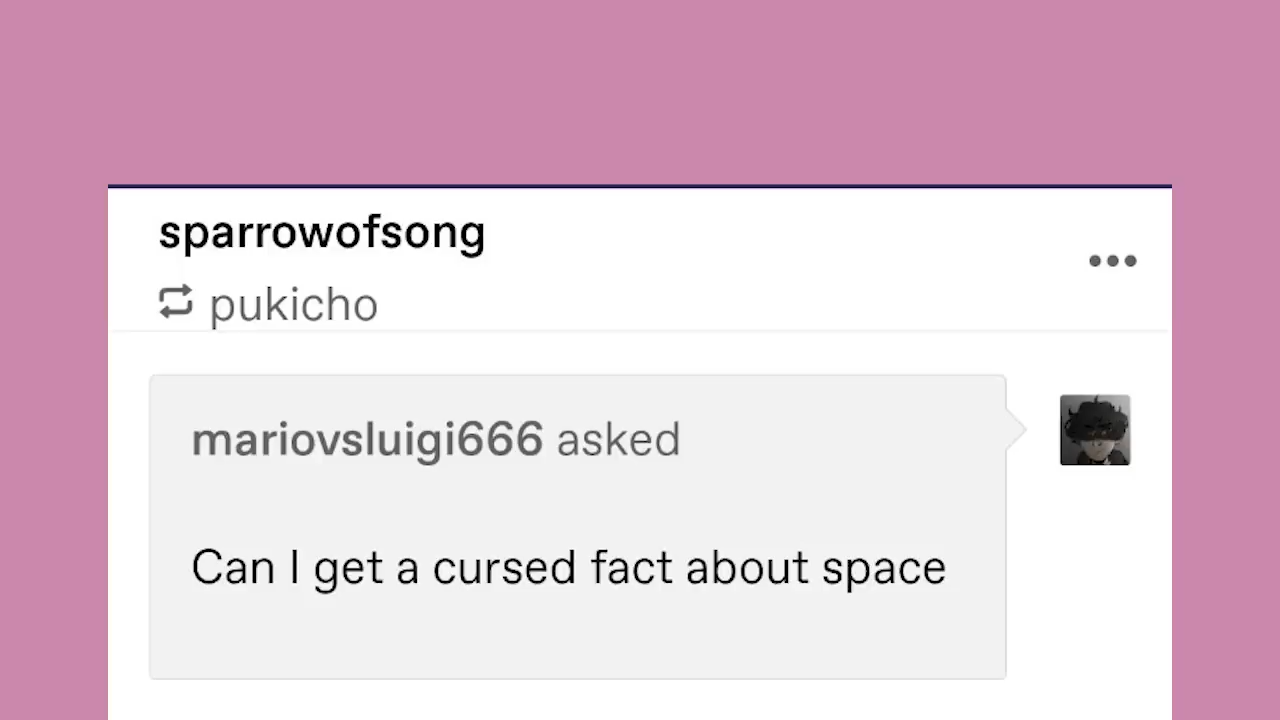 sparrowofsong
pukicho
mariovsluigi666 asked
Can I get a cursed fact about space